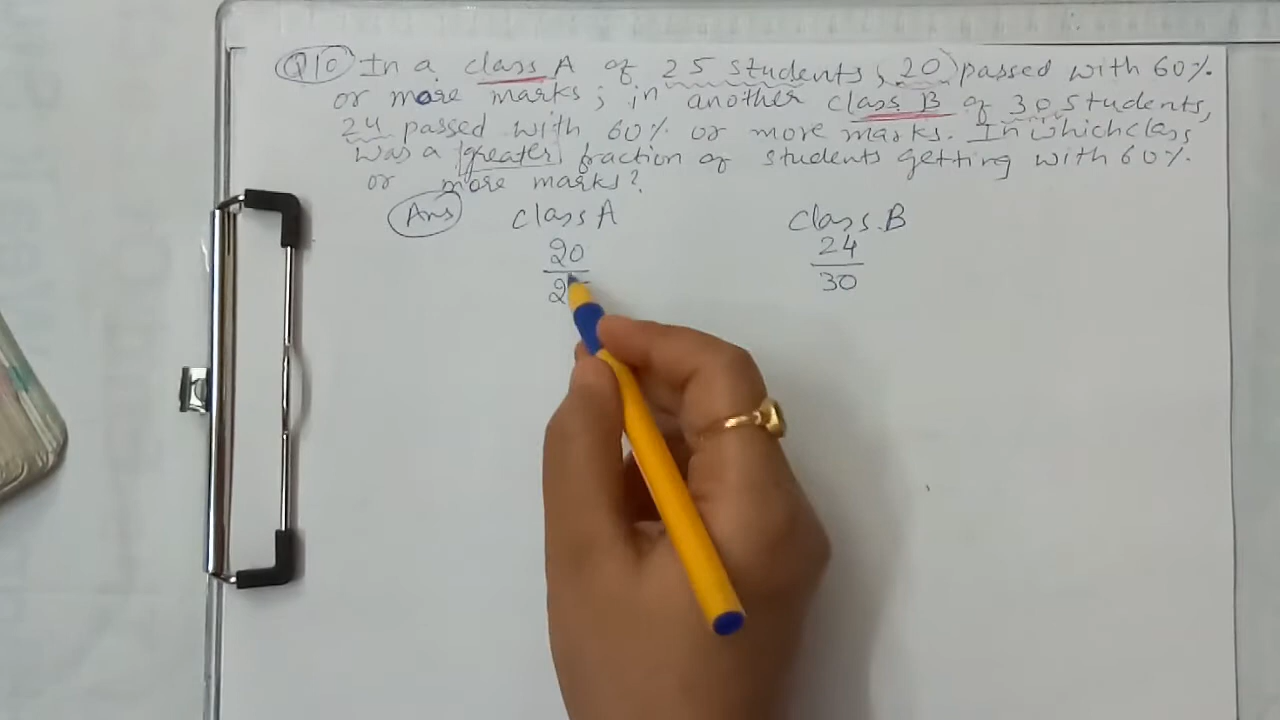 Q10 In a class A of 25 students, 20 passed with 60%
or more marks; in another class B of 30 students,
24 passed with 60% or more marks. In which class
was a greater fraction of students getting with 60%
or more marks?
Ans class A class B
20 24
2 30